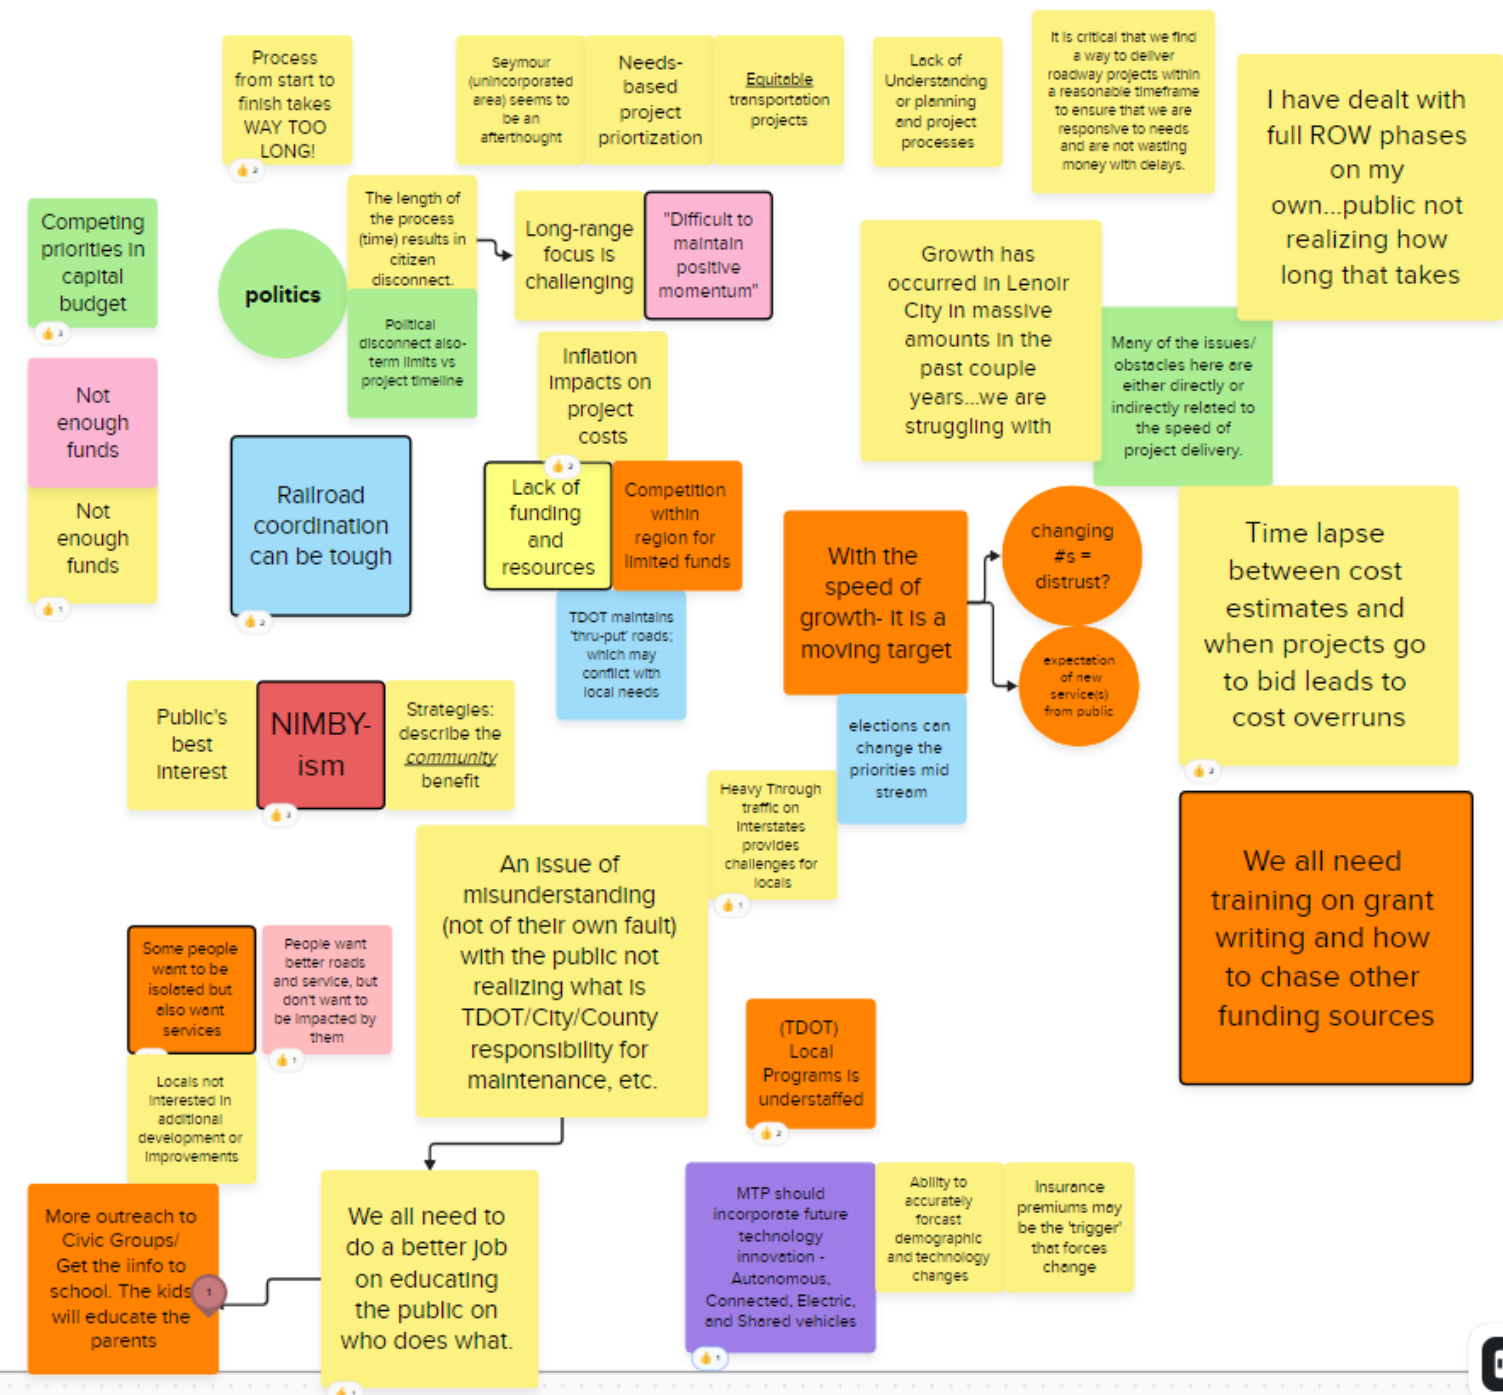 Process
from start to
finish takes
WAY TOO
LONG!
2
Seymour
(unincorporated
area) seems to
be an
afterthought
Needs-
based
project
priortization
Equitable
transportation
projects
Lack of
Understanding
or planning
and project
processes
It is critical that we find
a way to deliver
roadway projects within
a reasonable timeframe
to ensure that we are
responsive to needs
and are not wasting
money with delays.
I have dealt with
full ROW phases
on my
own...public not
realizing how
long that takes
Competing
priorities in
capital
budget
3
politics
The length of
the process
(time) results in
citizen
disconnect.
Long-range
focus is
challenging
"Difficult to
maintain
positive
momentum"
Political
disconnect also-
term limits vs
project timeline
Growth has
occurred in Lenoir
City in massive
amounts in the
past couple
years...we are
struggling with
Many of the issues/
obstacles here are
either directly or
indirectly related to
the speed of
project delivery.
Not
enough
funds
Not
enough
funds
1
Inflation
impacts on
project
costs
2
Railroad
coordination
can be tough
2
Lack of
funding
and
resources
Competition
within
region for
limited funds
TDOT maintains
'thru-put' roads;
which may
conflict with
local needs
With the
speed of
growth- it is a
moving target
changing
#s =
distrust?
expectation
of new
service(s)
from public
Time lapse
between cost
estimates and
when projects go
to bid leads to
cost overruns
2
Public's
best
interest
NIMBY-
ism
3
Strategies:
describe the
community
benefit
elections can
change the
priorities mid
stream
Heavy Through
traffic on
Interstates
provides
challenges for
locals
1
An issue of
misunderstanding
(not of their own fault)
with the public not
realizing what is
TDOT/City/County
responsibility for
maintenance, etc.
We all need
training on grant
writing and how
to chase other
funding sources
Some people
want to be
isolated but
also want
services
People want
better roads
and service, but
don't want to
be impacted by
them
1
Locals not
interested in
additional
development or
improvements
(TDOT)
Local
Programs is
understaffed
2
More outreach to
Civic Groups/
Get the iinfo to
school. The kids
will educate the
parents
1
We all need to
do a better job
on educating
the public on
who does what.
1
MTP should
incorporate future
technology
innovation -
Autonomous,
Connected, Electric,
and Shared vehicles
1
Ability to
accurately
forcast
demographic
and technology
changes
Insurance
premiums may
be the 'trigger'
that forces
change